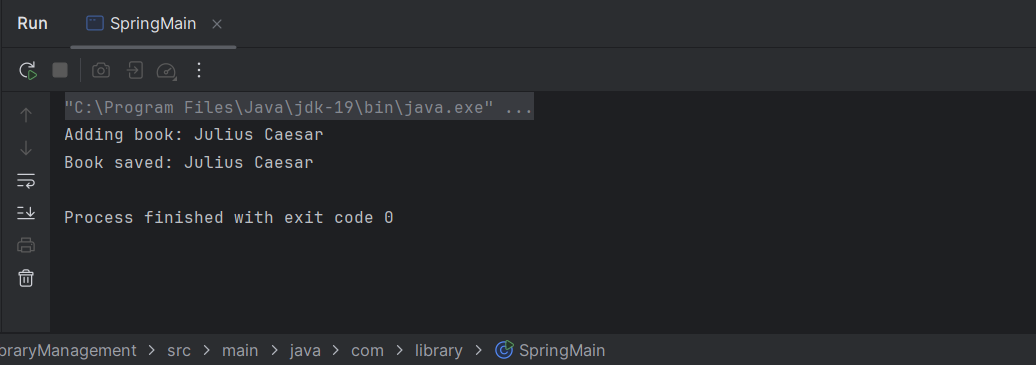 Run SpringMain
"C:\Program Files\Java\jdk-19\bin\java.exe" ...
Adding book: Julius Caesar
Book saved: Julius Caesar
Process finished with exit code 0
braryManagement > src > main > java > com > library > SpringMain